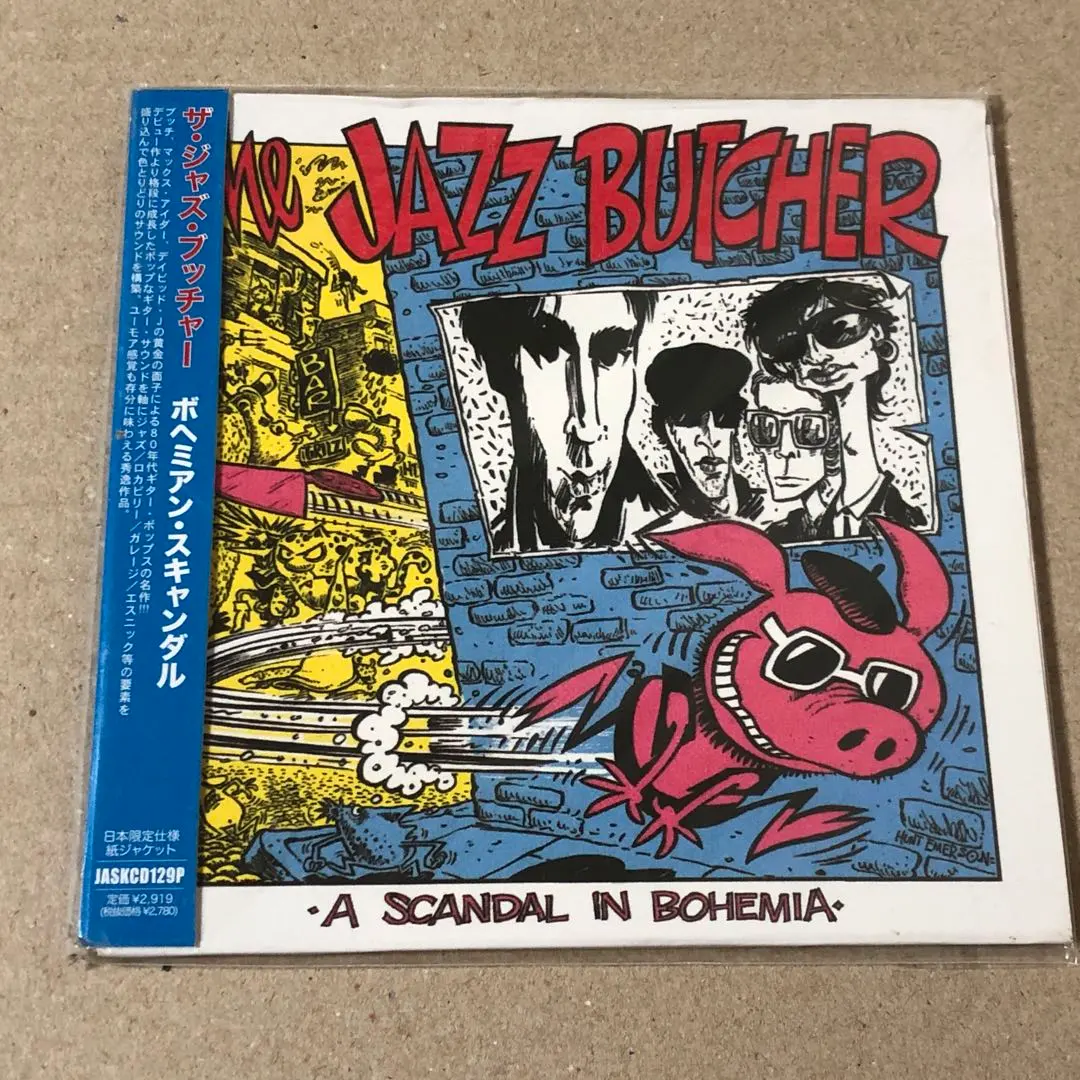 ザ・ジャズ・ブッチャー ボヘミアン・スキャンダル
ブッチ、マックス・アイダー、デイビッド・Jの黄金の面子による80年代ギター・ポップスの名作!!!
デビュー作より格段に成長したポップなギター・サウンドを軸にジャズ/ロカビリー/ガレージ/エスニック等の要素を
盛り込んで色とりどりのサウンドを構築。ユーモア感覚も存分に味わえる秀逸作品。
日本限定仕様
紙ジャケット
JASKCD129P
定価 ¥2,919
(税抜価格 ¥2,780)
he JAZZ BUTCHER
BAR
GRILL
HUNT EMERSON
·A SCANDAL IN BOHEMIA·